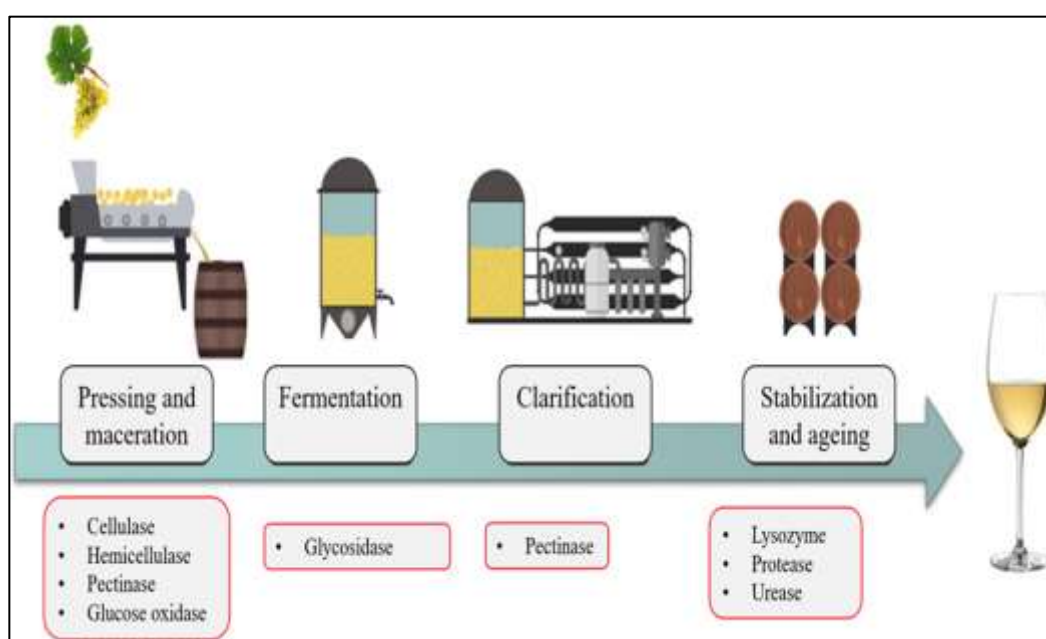 Pressing and
maceration
Fermentation
Clarification
Stabilization
and ageing
• Cellulase
• Hemicellulase
• Pectinase
• Glucose oxidase
• Glycosidase
• Pectinase
• Lysozyme
• Protease
• Urease